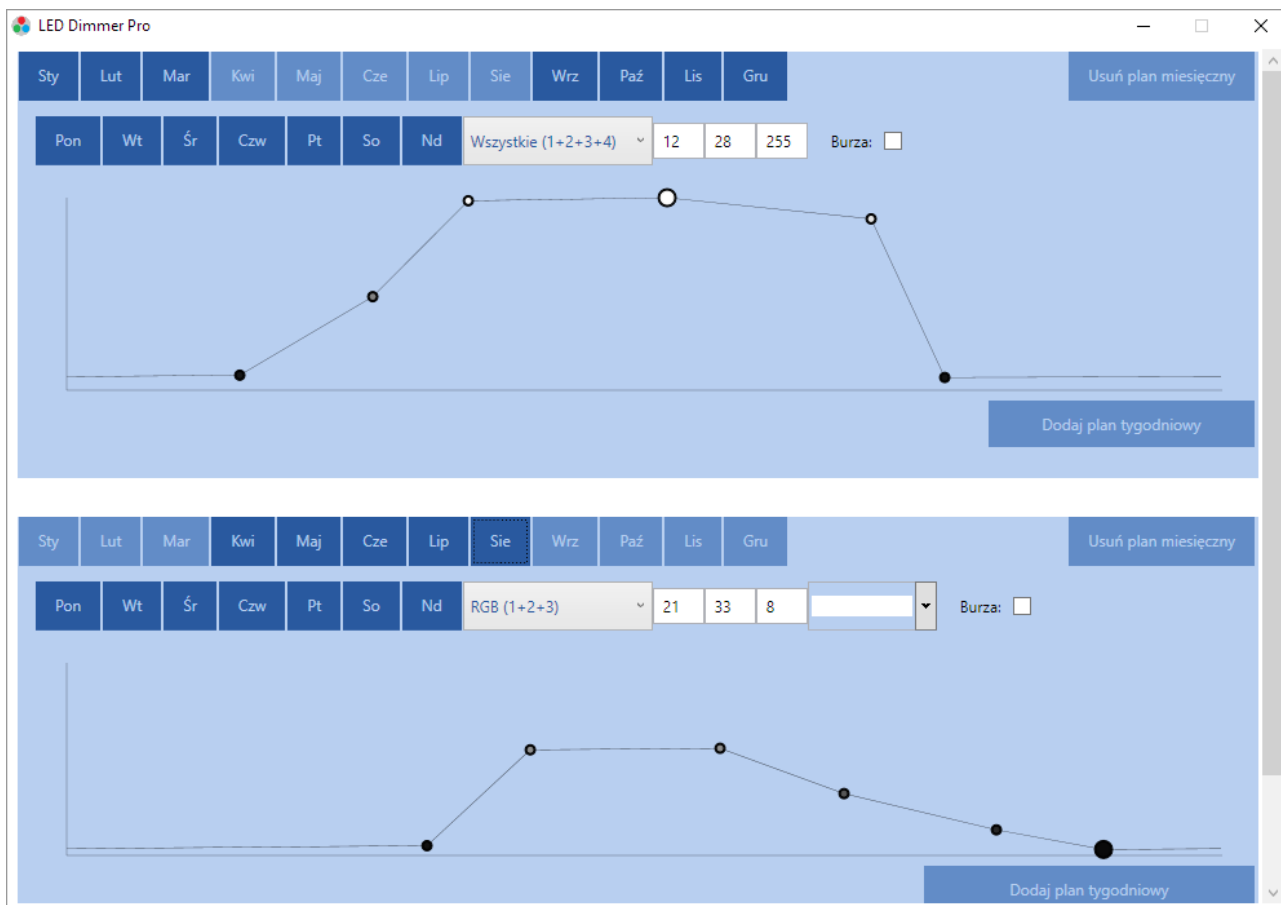 LED Dimmer Pro
Sty Lut Mar Kwi Maj Cze Lip Sie Wrz Paź Lis Gru Usuń plan miesięczny
Pon Wt Śr Czw Pt So Nd Wszystkie (1+2+3+4) 12 28 255 Burza:
Dodaj plan tygodniowy
Sty Lut Mar Kwi Maj Cze Lip Sie Wrz Paź Lis Gru Usuń plan miesięczny
Pon Wt Śr Czw Pt So Nd RGB (1+2+3) 21 33 8 Burza:
Dodaj plan tygodniowy